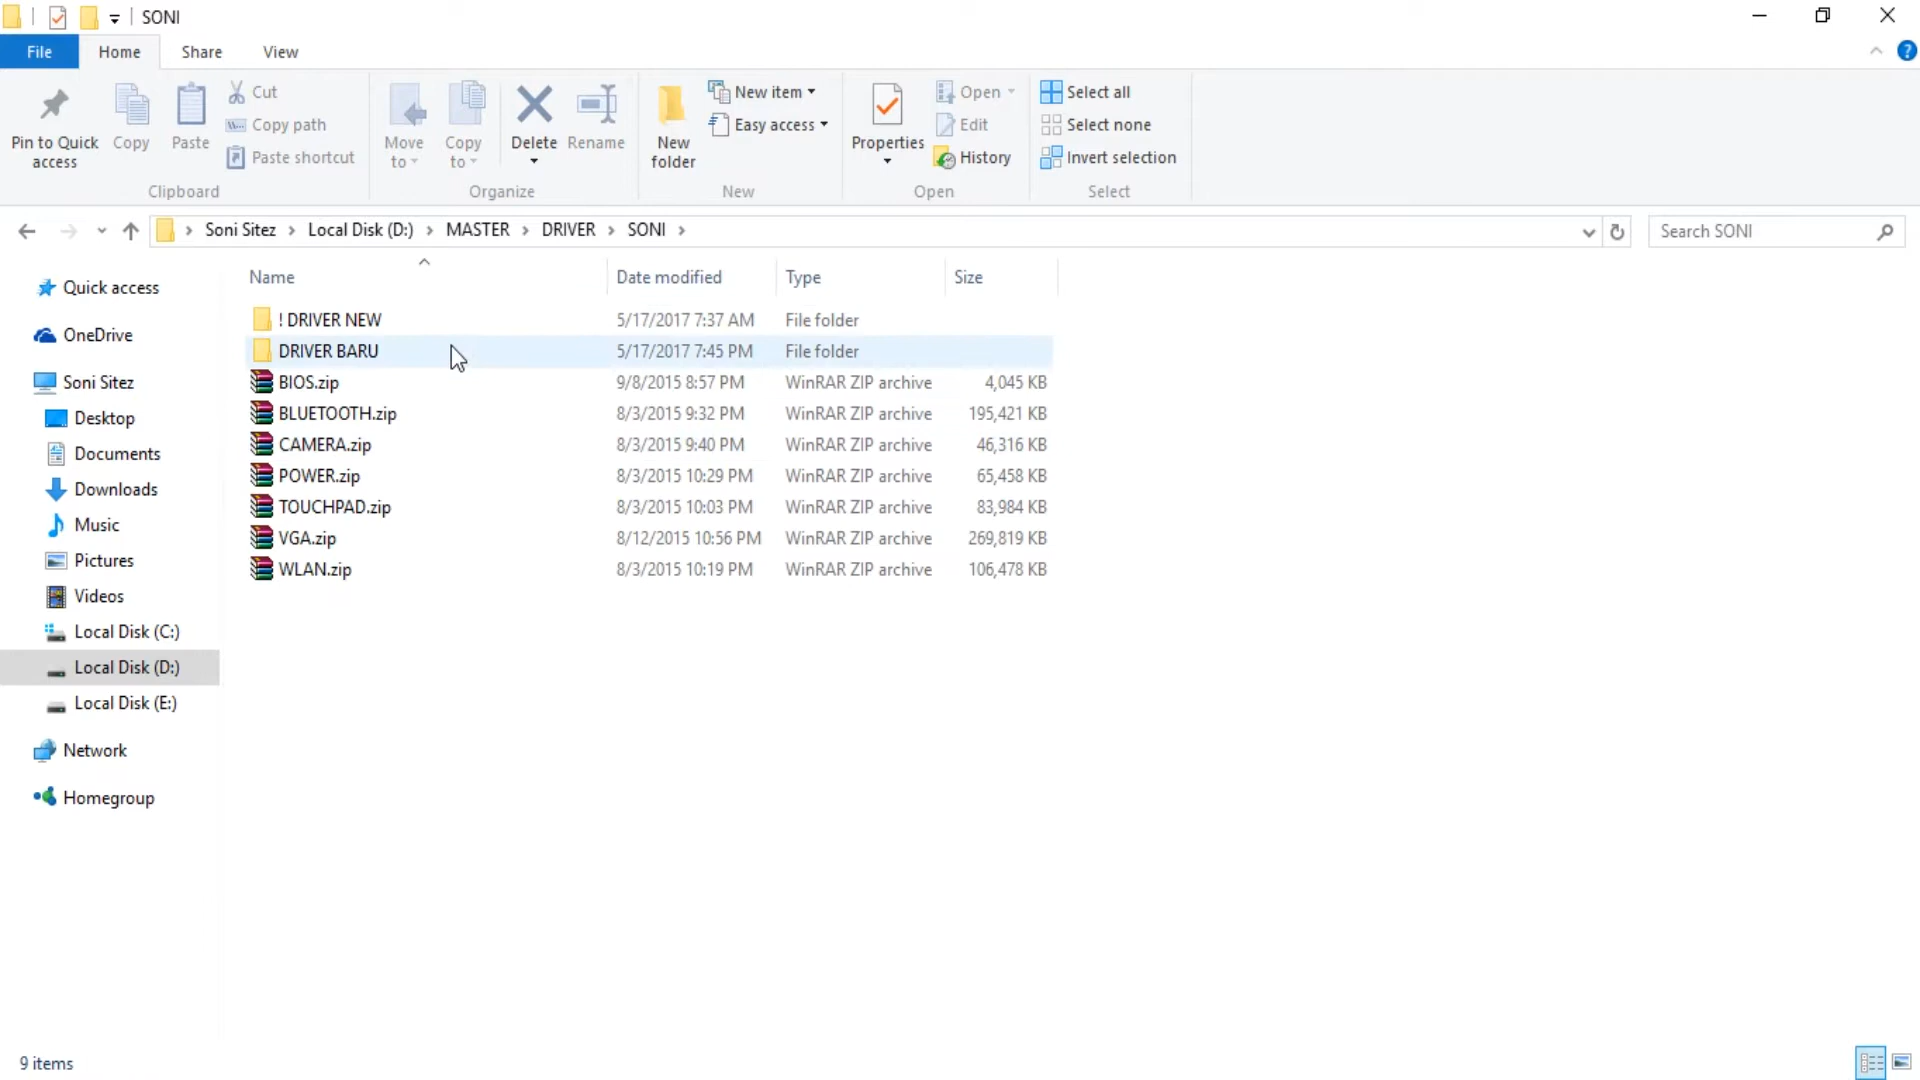 SONI
File Home Share View
Pin to Quick access
Copy
Paste
Cut
Copy path
Paste shortcut
Clipboard
Move to
Copy to
Delete
Rename
Organize
New folder
New item
Easy access
New
Properties
Open
Edit
History
Open
Select all
Select none
Invert selection
Select
Soni Sitez Local Disk (D:) MASTER DRIVER SONI
Search SONI
Quick access
OneDrive
Soni Sitez
Desktop
Documents
Downloads
Music
Pictures
Videos
Local Disk (C:)
Local Disk (D:)
Local Disk (E:)
Network
Homegroup
Name Date modified Type Size
! DRIVER NEW 5/17/2017 7:37 AM File folder
DRIVER BARU 5/17/2017 7:45 PM File folder
BIOS.zip 9/8/2015 8:57 PM WinRAR ZIP archive 4,045 KB
BLUETOOTH.zip 8/3/2015 9:32 PM WinRAR ZIP archive 195,421 KB
CAMERA.zip 8/3/2015 9:40 PM WinRAR ZIP archive 46,316 KB
POWER.zip 8/3/2015 10:29 PM WinRAR ZIP archive 65,458 KB
TOUCHPAD.zip 8/3/2015 10:03 PM WinRAR ZIP archive 83,984 KB
VGA.zip 8/12/2015 10:56 PM WinRAR ZIP archive 269,819 KB
WLAN.zip 8/3/2015 10:19 PM WinRAR ZIP archive 106,478 KB
9 items